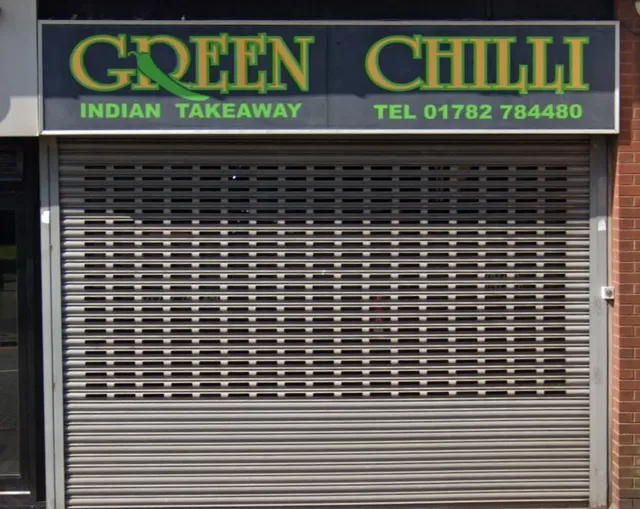 GREEN CHILLI
INDIAN TAKEAWAY TEL 01782 784480